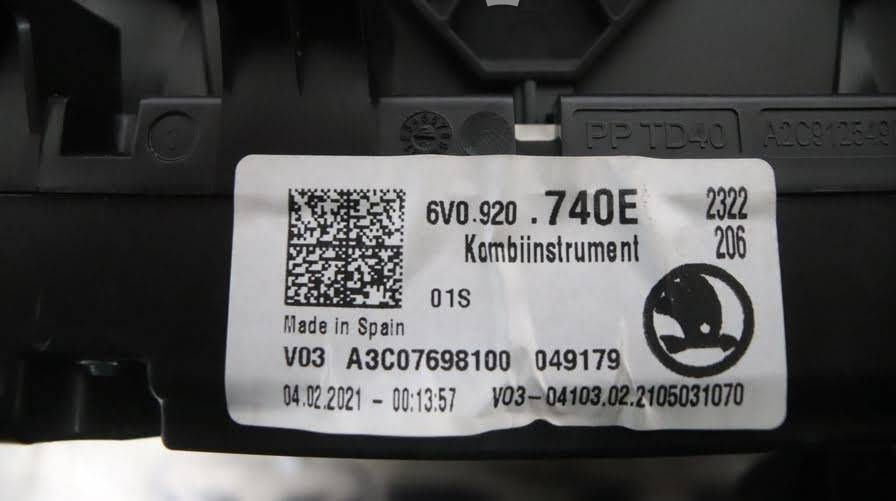 PP TD40
A2C912549
6V0.920 .740E 2322
Kombiinstrument 206
01S
Made in Spain
V03 A3C07698100 049179
04.02.2021 - 00:13:57 V03-04103.02.2105031070